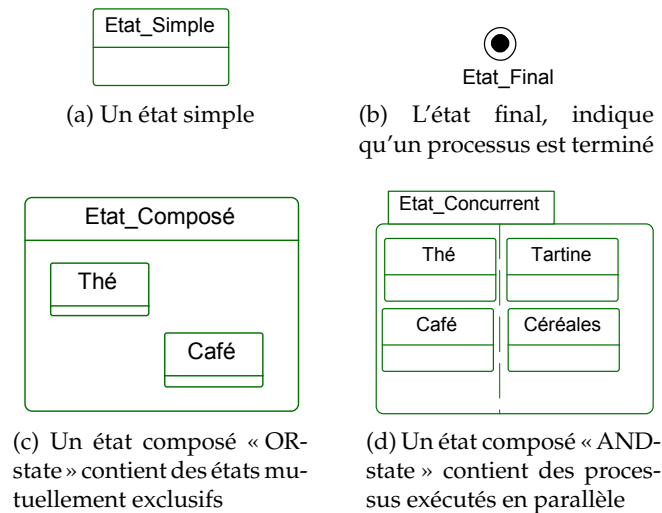 Etat_Simple
(a) Un état simple
Etat_Final
(b) L'état final, indique
qu'un processus est terminé
Etat_Composé
Thé
Café
(c) Un état composé « OR-
state » contient des états mu-
tuellement exclusifs
Etat_Concurrent
Thé
Tartine
Café
Céréales
(d) Un état composé « AND-
state » contient des proces-
sus exécutés en parallèle